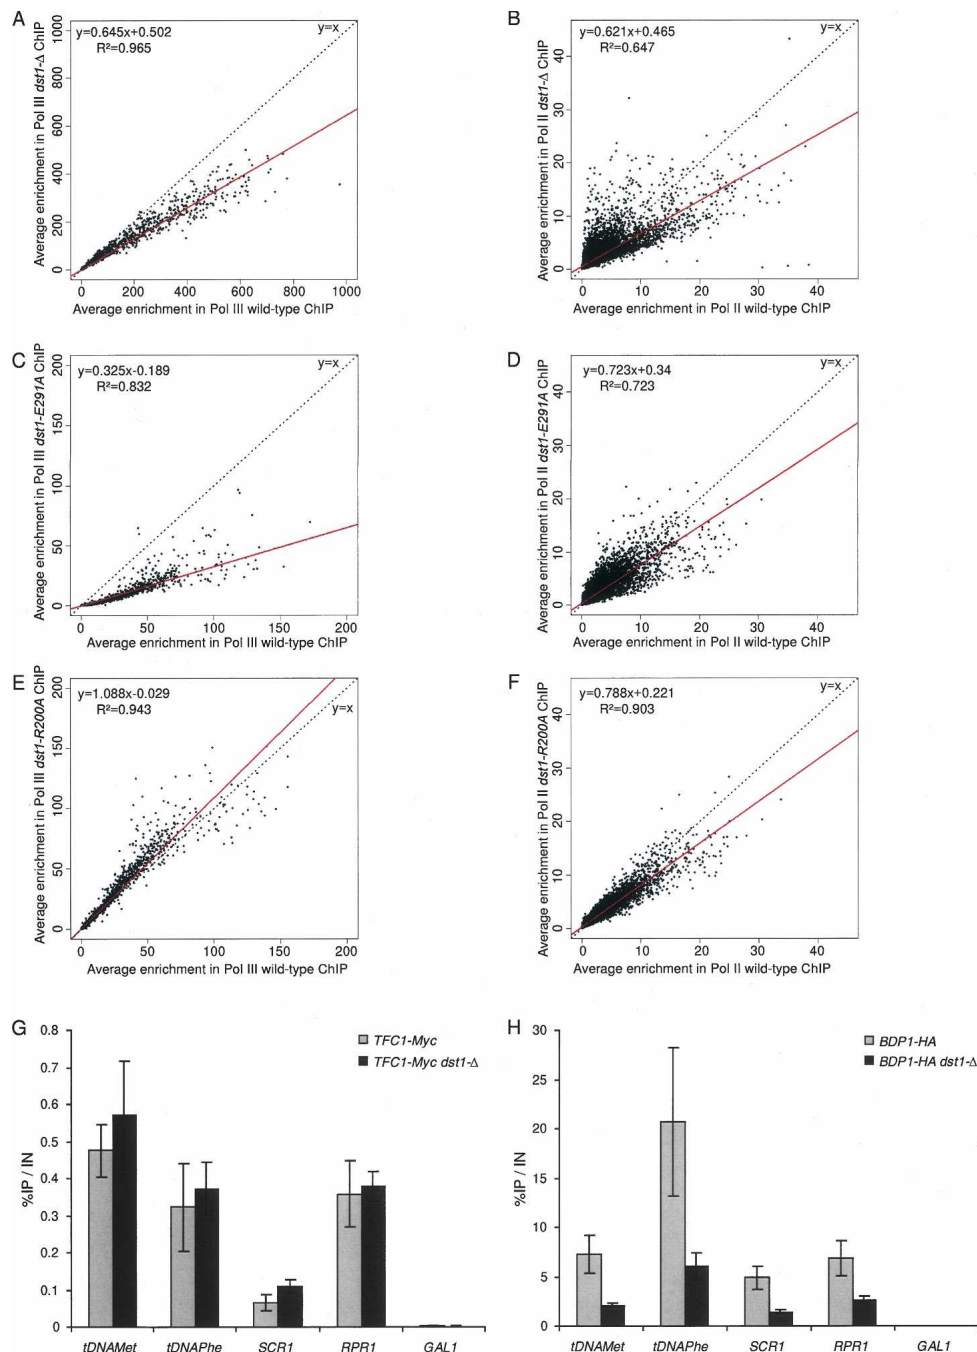 A
y=0.645x+0.502
R²=0.965
y=x
Average enrichment in Pol III dst1-Δ ChIP
1000
800
600
400
200
0
0 200 400 600 800 1000
Average enrichment in Pol III wild-type ChIP
B
y=0.621x+0.465
R²=0.647
y=x
Average enrichment in Pol II dst1-Δ ChIP
40
30
20
10
0
0 10 20 30 40
Average enrichment in Pol II wild-type ChIP
C
y=0.325x-0.189
R²=0.832
y=x
Average enrichment in Pol III dst1-E291A ChIP
200
150
100
50
0
0 50 100 150 200
Average enrichment in Pol III wild-type ChIP
D
y=0.723x+0.34
R²=0.723
y=x
Average enrichment in Pol II dst1-E291A ChIP
40
30
20
10
0
0 10 20 30 40
Average enrichment in Pol II wild-type ChIP
E
y=1.088x-0.029
R²=0.943
y=x
Average enrichment in Pol III dst1-R200A ChIP
200
150
100
50
0
0 50 100 150 200
Average enrichment in Pol III wild-type ChIP
F
y=0.788x+0.221
R²=0.903
y=x
Average enrichment in Pol II dst1-R200A ChIP
40
30
20
10
0
0 10 20 30 40
Average enrichment in Pol II wild-type ChIP
G
TFC1-Myc
TFC1-Myc dst1-Δ
%IP / IN
0.8
0.7
0.6
0.5
0.4
0.3
0.2
0.1
0
tDNAMet tDNAPhe SCR1 RPR1 GAL1
H
BDP1-HA
BDP1-HA dst1-Δ
%IP / IN
30
25
20
15
10
5
0
tDNAMet tDNAPhe SCR1 RPR1 GAL1